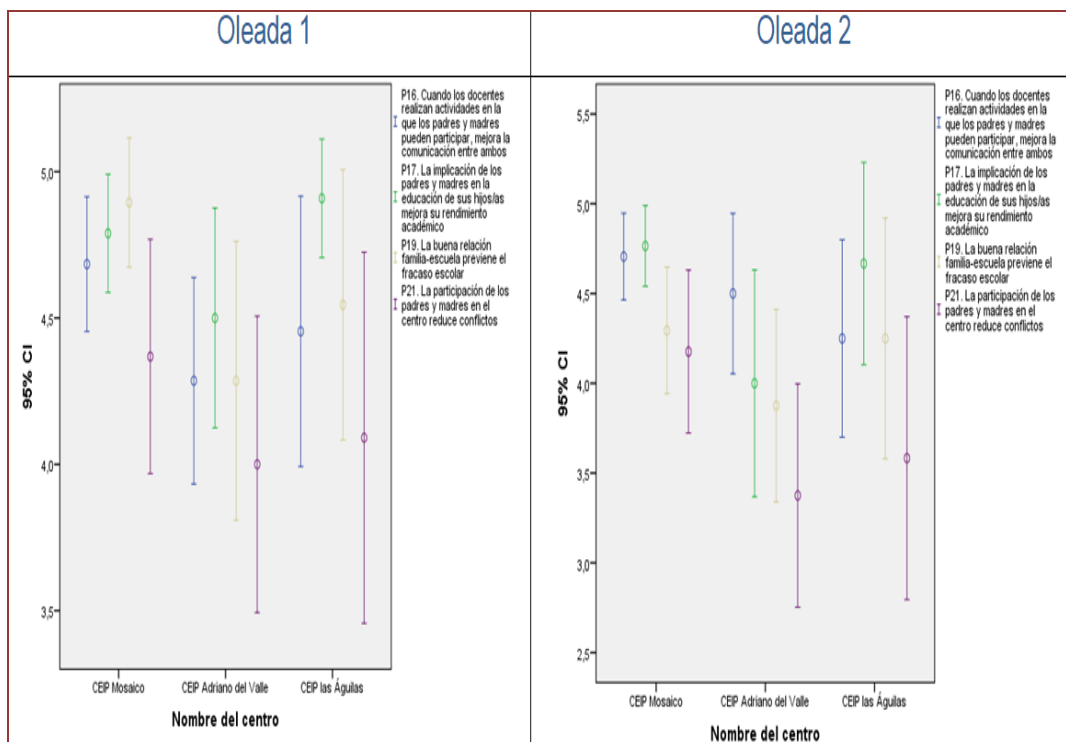 Oleada 1
Oleada 2
95% CI
5,0
4,5
4,0
3,5
CEIP Mosaico
CEIP Adriano del Valle
CEIP las Águilas
Nombre del centro
P16. Cuando los docentes
realizan actividades en la
que los padres y madres
pueden participar, mejora la
comunicación entre ambos
P17. La implicación de los
padres y madres en la
educación de sus hijos/as
mejora su rendimiento
académico
P19. La buena relación
familia-escuela previene el
fracaso escolar
P21. La participación de los
padres y madres en el
centro reduce conflictos
95% CI
5,5
5,0
4,5
4,0
3,5
3,0
2,5
CEIP Mosaico
CEIP Adriano del Valle
CEIP las Águilas
Nombre del centro
P16. Cuando los docentes
realizan actividades en la
que los padres y madres
pueden participar, mejora la
comunicación entre ambos
P17. La implicación de los
padres y madres en la
educación de sus hijos/as
mejora su rendimiento
académico
P19. La buena relación
familia-escuela previene el
fracaso escolar
P21. La participación de los
padres y madres en el
centro reduce conflictos